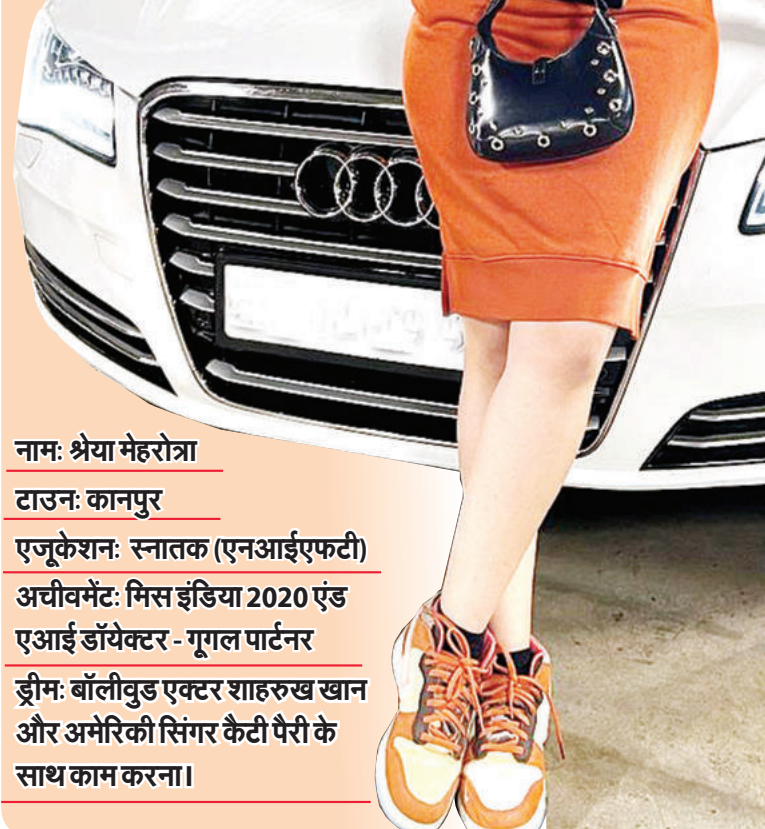 नामः श्रेया मेहरोत्रा
टाउनः कानपुर
एजूकेशनः स्नातक (एनआईएफटी)
अचीवमेंटः मिस इंडिया 2020 एंड
एआई डॉयेक्टर - गूगल पार्टनर
ड्रीमः बॉलीवुड एक्टर शाहरुख खान
और अमेरिकी सिंगर कैटी पैरी के
साथ काम करना।